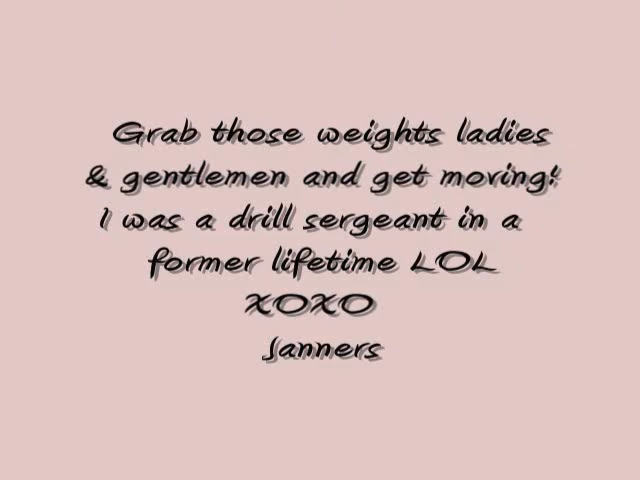 Grab those weights ladies
& gentlemen and get moving!
I was a drill sergeant in a
former lifetime LOL
XOXO
Janners